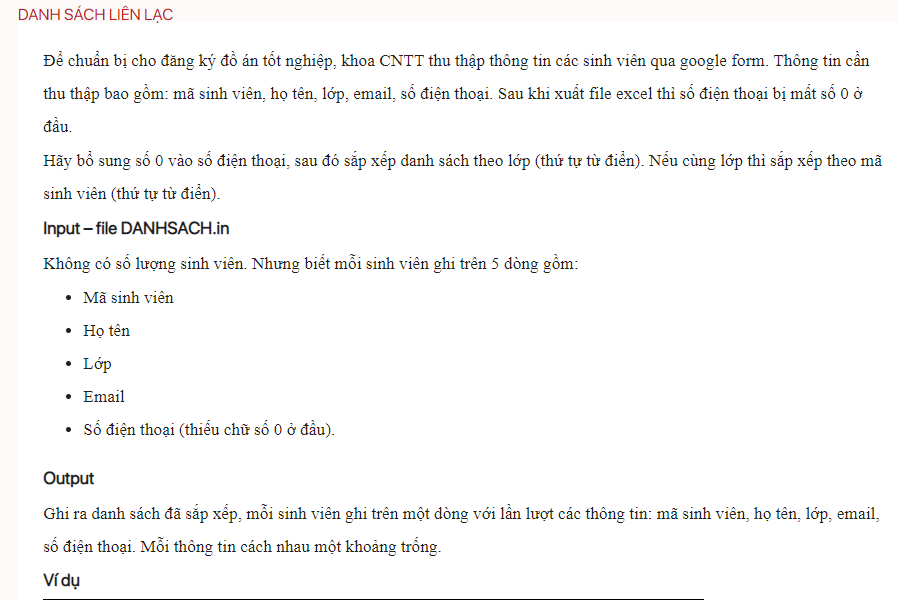 DANH SÁCH LIÊN LẠC
Để chuẩn bị cho đăng ký đồ án tốt nghiệp, khoa CNTT thu thập thông tin các sinh viên qua google form. Thông tin cần
thu thập bao gồm: mã sinh viên, họ tên, lớp, email, số điện thoại. Sau khi xuất file excel thì số điện thoại bị mất số 0 ở
đầu.
Hãy bổ sung số 0 vào số điện thoại, sau đó sắp xếp danh sách theo lớp (thứ tự từ điển). Nếu cùng lớp thì sắp xếp theo mã
sinh viên (thứ tự từ điển).
Input – file DANHSACH.in
Không có số lượng sinh viên. Nhưng biết mỗi sinh viên ghi trên 5 dòng gồm:
• Mã sinh viên
• Họ tên
• Lớp
• Email
• Số điện thoại (thiếu chữ số 0 ở đầu).
Output
Ghi ra danh sách đã sắp xếp, mỗi sinh viên ghi trên một dòng với lần lượt các thông tin: mã sinh viên, họ tên, lớp, email,
số điện thoại. Mỗi thông tin cách nhau một khoảng trống.
Ví dụ